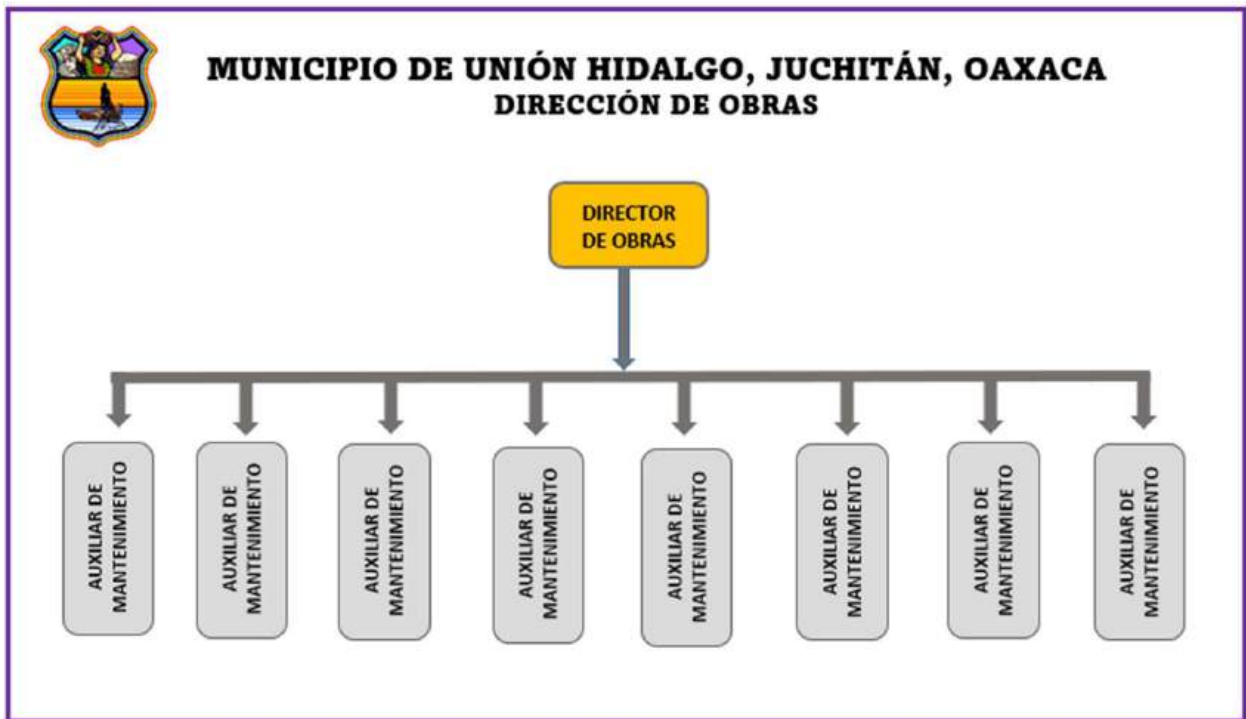 MUNICIPIO DE UNIÓN HIDALGO, JUCHITÁN, OAXACA
DIRECCIÓN DE OBRAS
DIRECTOR
DE OBRAS
AUXILIAR DE
MANTENIMIENTO
AUXILIAR DE
MANTENIMIENTO
AUXILIAR DE
MANTENIMIENTO
AUXILIAR DE
MANTENIMIENTO
AUXILIAR DE
MANTENIMIENTO
AUXILIAR DE
MANTENIMIENTO
AUXILIAR DE
MANTENIMIENTO
AUXILIAR DE
MANTENIMIENTO